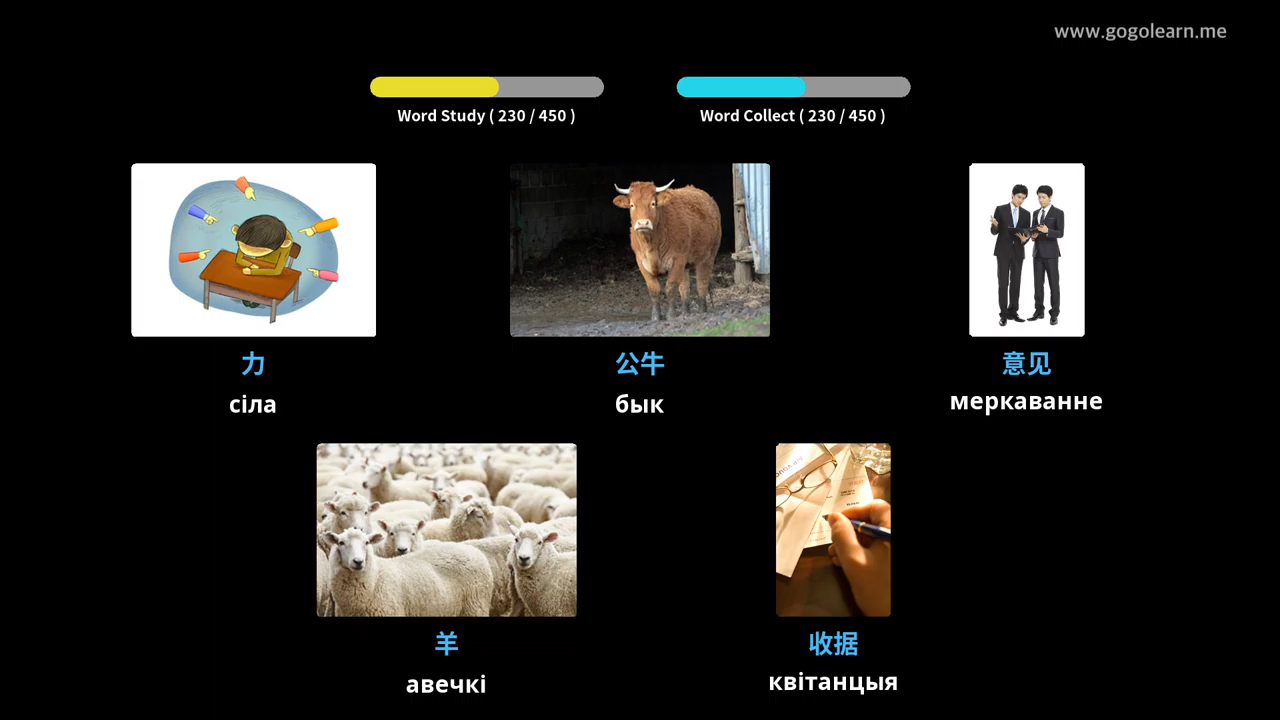 www.gogolearn.me
Word Study ( 230 / 450 )
Word Collect ( 230 / 450 )
力
公牛
意见
сіла
бык
меркаванне
羊
收据
авечкі
квітанцыя